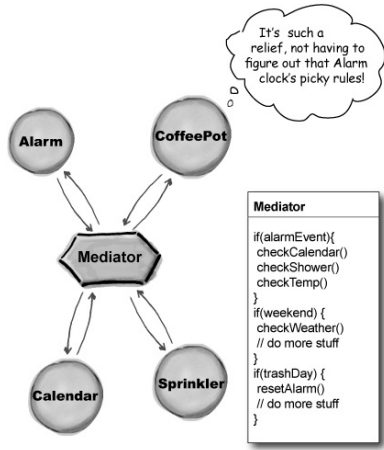 It's such a
relief, not having to
figure out that Alarm
clock's picky rules!
Alarm
CoffeePot
Mediator
Calendar
Sprinkler
Mediator
if(alarmEvent){
checkCalendar()
checkShower()
checkTemp()
}
if(weekend) {
checkWeather()
// do more stuff
}
if(trashDay) {
resetAlarm()
// do more stuff
}